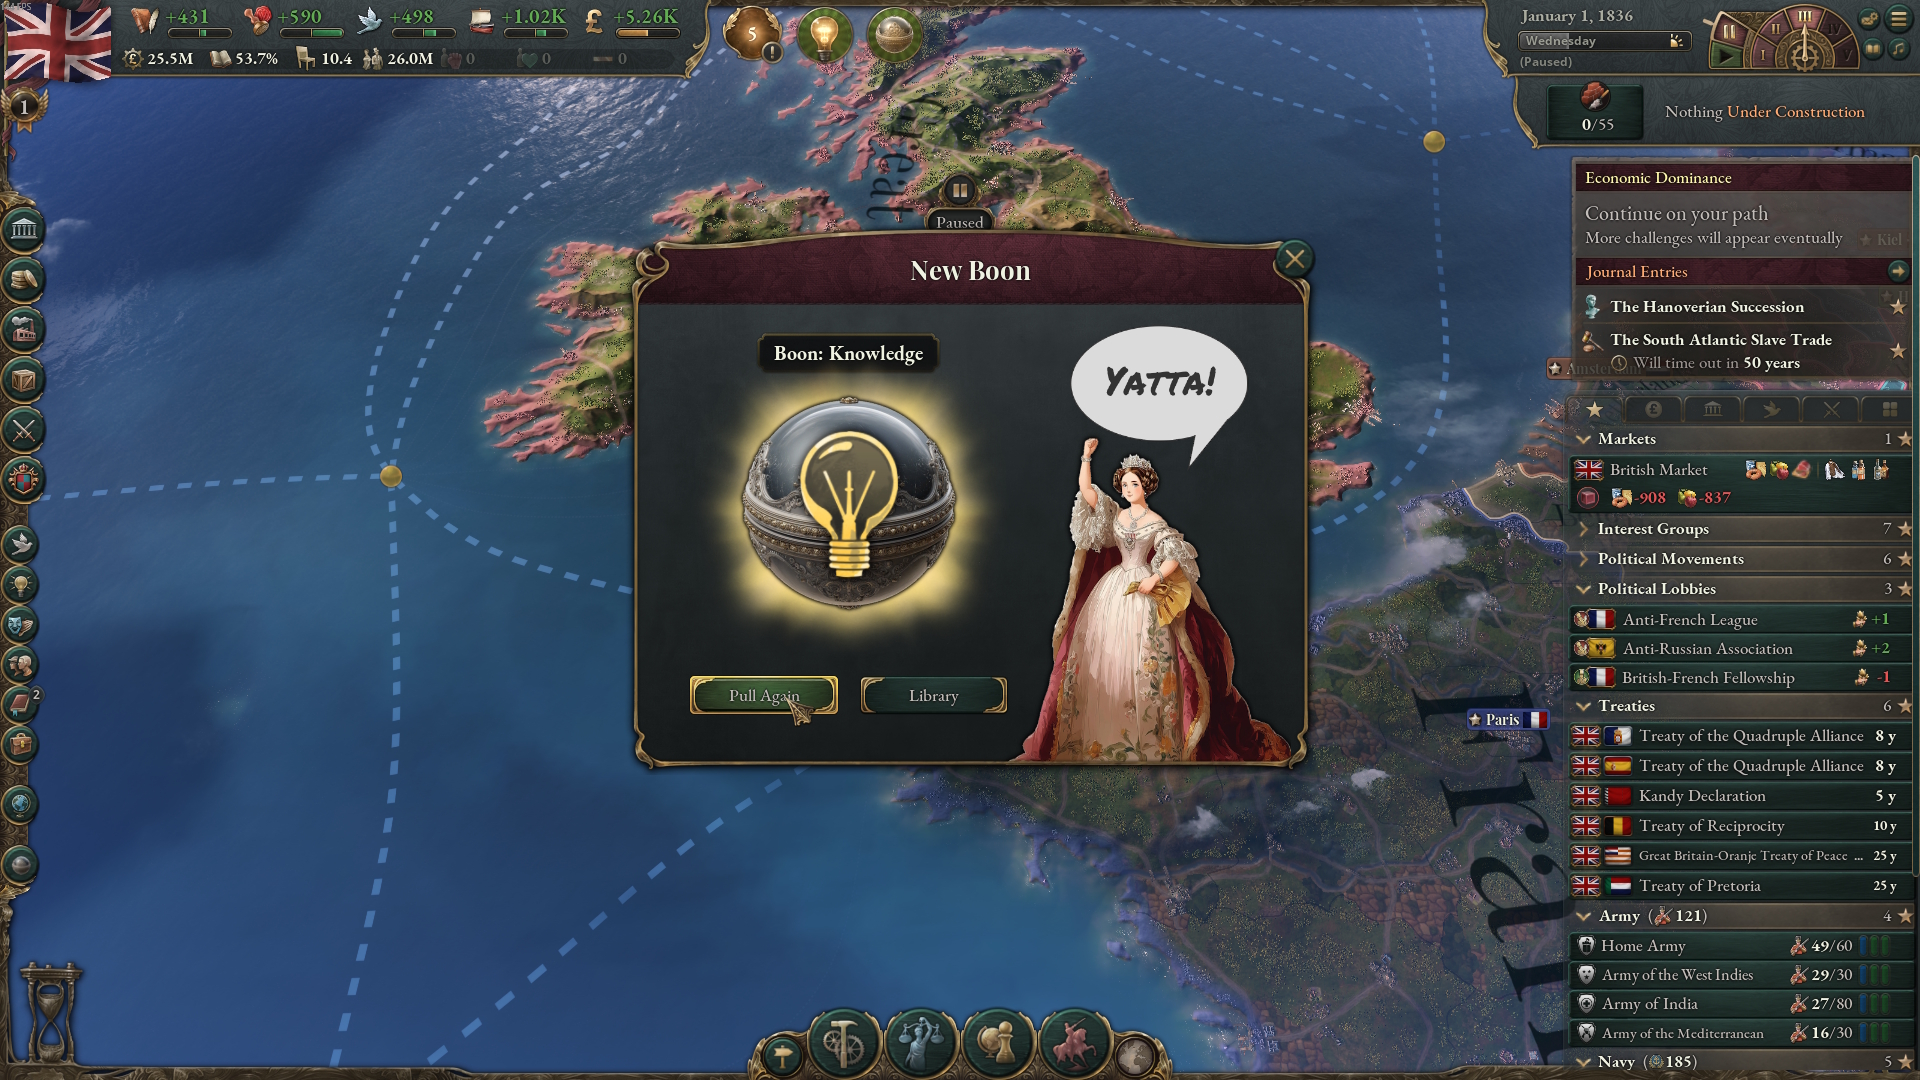 +431
+590
+498
+1.02K
+5.26K
25.5M
53.7%
10.4
26.0M
0
0
0
5
!
1
January 1, 1836
Wednesday
(Paused)
I
II
III
IV
V
0/55
Nothing Under Construction
Great
Paused
Economic Dominance
Continue on your path
More challenges will appear eventually
Kiel
Journal Entries
The Hanoverian Succession
The South Atlantic Slave Trade
Will time out in 50 years
New Boon
Boon: Knowledge
YATTA!
Pull Again
Library
2
Markets 1
British Market
-908 -837
Interest Groups 7
Political Movements 6
Political Lobbies 3
Anti-French League +1
Anti-Russian Association +2
British-French Fellowship -1
Treaties 6
Paris
Treaty of the Quadruple Alliance 8 y
Treaty of the Quadruple Alliance 8 y
Kandy Declaration 5 y
Treaty of Reciprocity 10 y
Great Britain-Oranje Treaty of Peace ... 25 y
Treaty of Pretoria 25 y
Army (121) 4
Home Army 49/60
Army of the West Indies 29/30
Army of India 27/80
Army of the Mediterranean 16/30
Navy (185) 5